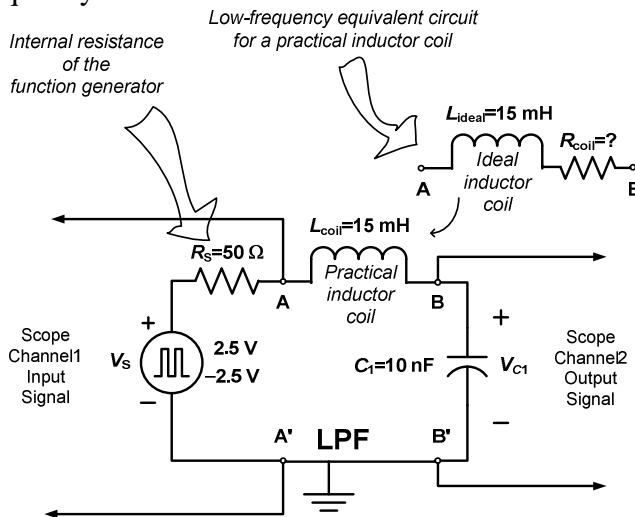 Low-frequency equivalent circuit
for a practical inductor coil
Internal resistance
of the
function generator
Lideal=15 mH
Rcoil=?
A
Ideal
inductor
coil
Lcoil=15 mH
RS=50 Ω
A
Practical
inductor
coil
B
Scope
Channel1
Input
Signal
+
VS
−
2.5 V
−2.5 V
C1=10 nF
+
VC1
−
Scope
Channel2
Output
Signal
A'
LPF
B'